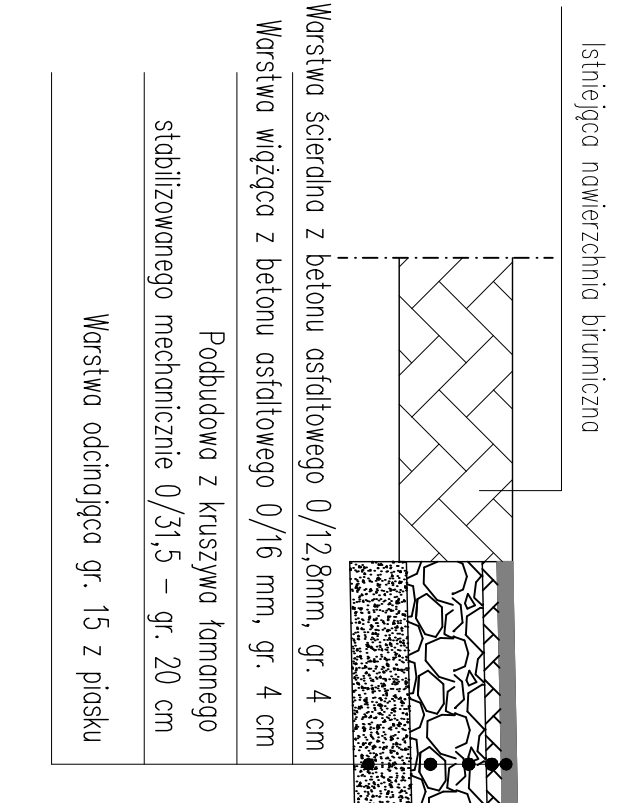 Istniejąca nawierzchnia birumiczna
Warstwa ścieralna z betonu asfaltowego 0/12,8mm, gr. 4 cm
Warstwa wiążąca z betonu asfaltowego 0/16 mm, gr. 4 cm
Podbudowa z kruszywa łamanego
stabilizowanego mechanicznie 0/31,5 – gr. 20 cm
Warstwa odcinająca gr. 15 z piasku